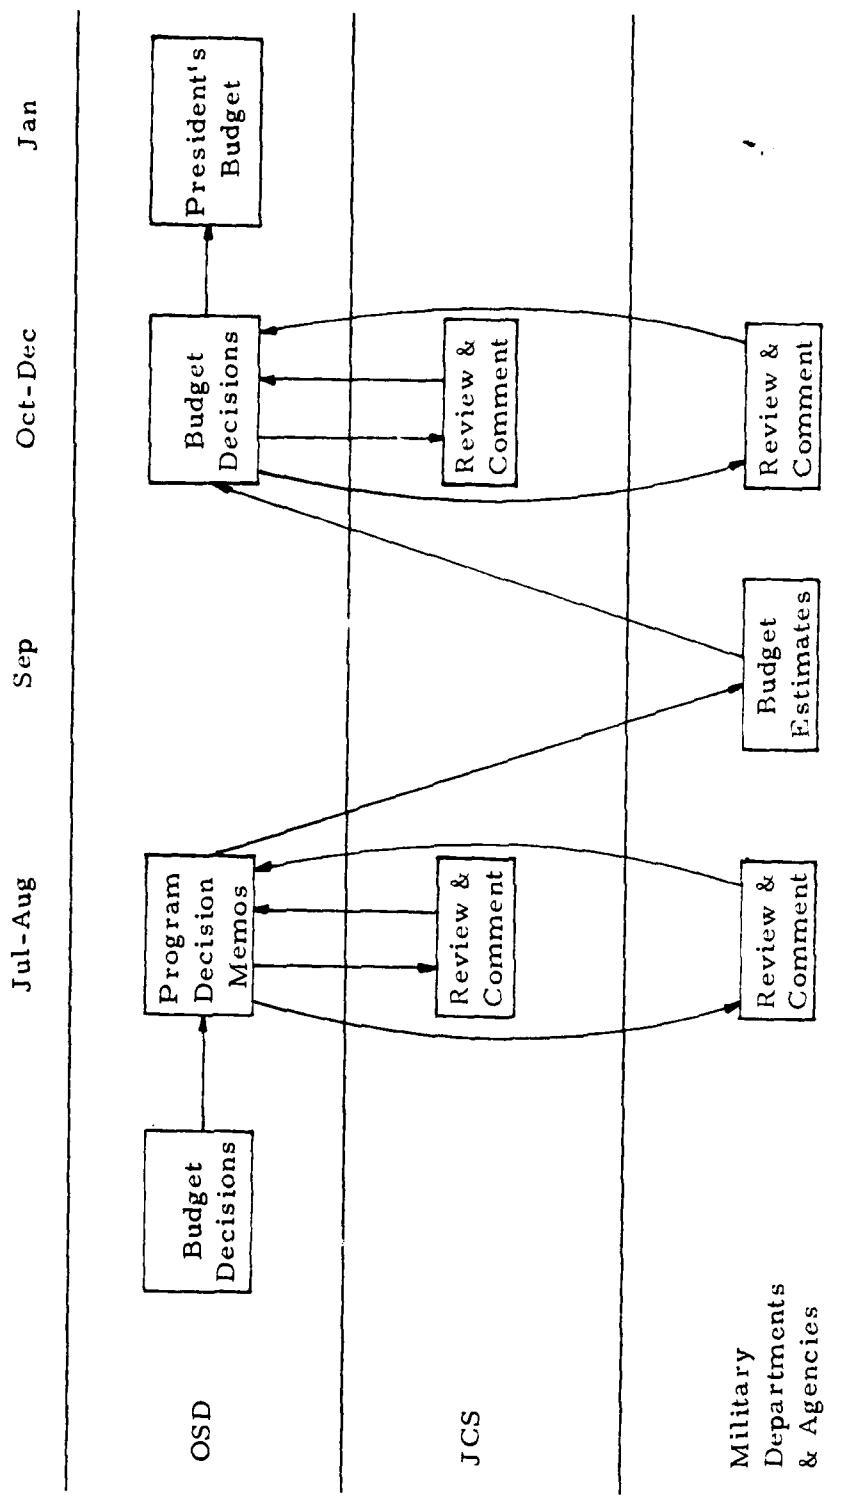 Jul-Aug
Sep
Oct-Dec
Jan
OSD
Budget
Decisions
Program
Decision
Memos
Budget
Decisions
President's
Budget
JCS
Review &
Comment
Review &
Comment
Military
Departments
& Agencies
Review &
Comment
Budget
Estimates
Review &
Comment